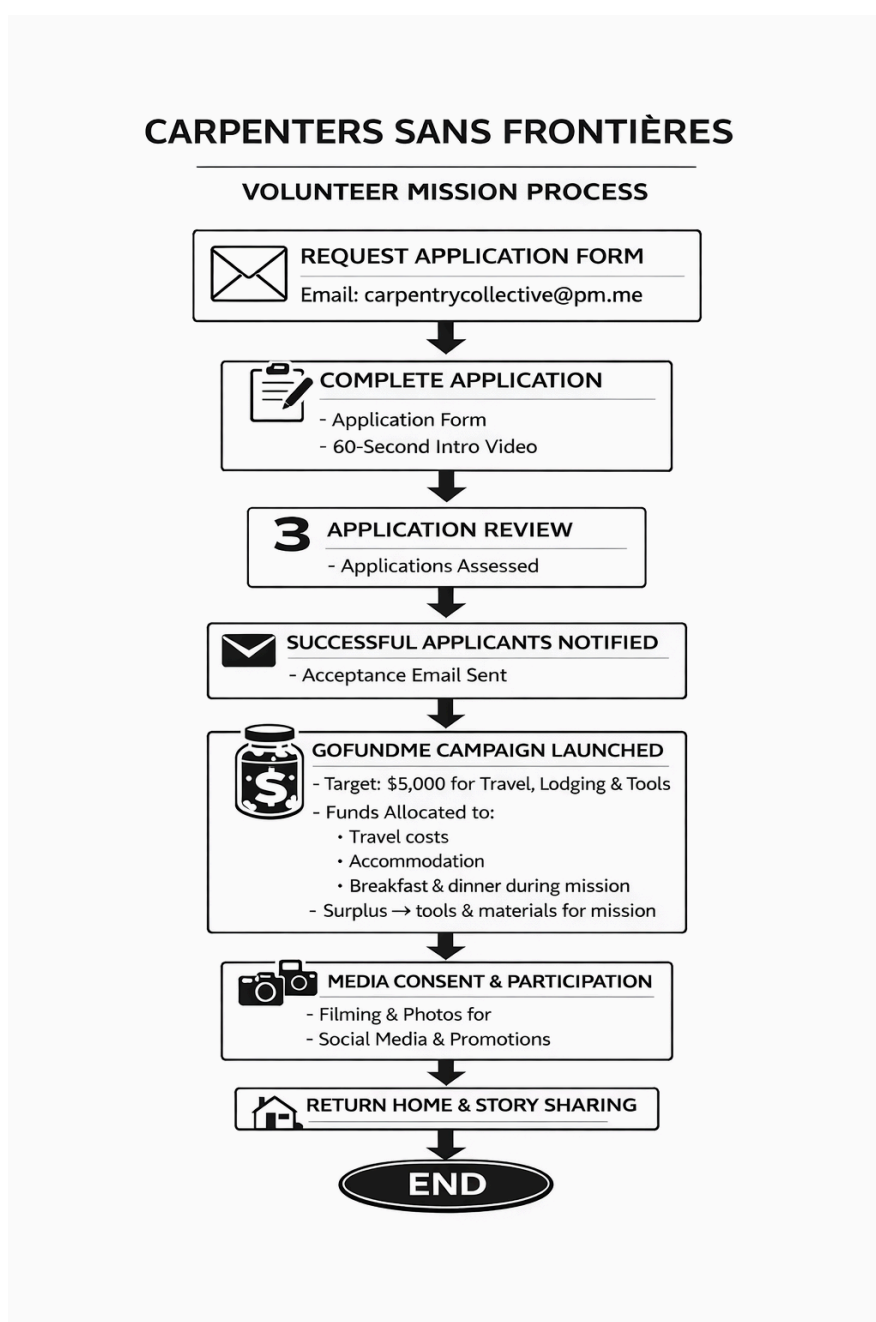 CARPENTERS SANS FRONTIÈRES
VOLUNTEER MISSION PROCESS
REQUEST APPLICATION FORM
Email: carpentrycollective@pm.me
COMPLETE APPLICATION
- Application Form
- 60-Second Intro Video
3 APPLICATION REVIEW
- Applications Assessed
SUCCESSFUL APPLICANTS NOTIFIED
- Acceptance Email Sent
$
GOFUNDME CAMPAIGN LAUNCHED
- Target: $5,000 for Travel, Lodging & Tools
- Funds Allocated to:
• Travel costs
• Accommodation
• Breakfast & dinner during mission
- Surplus → tools & materials for mission
MEDIA CONSENT & PARTICIPATION
- Filming & Photos for
- Social Media & Promotions
RETURN HOME & STORY SHARING
END